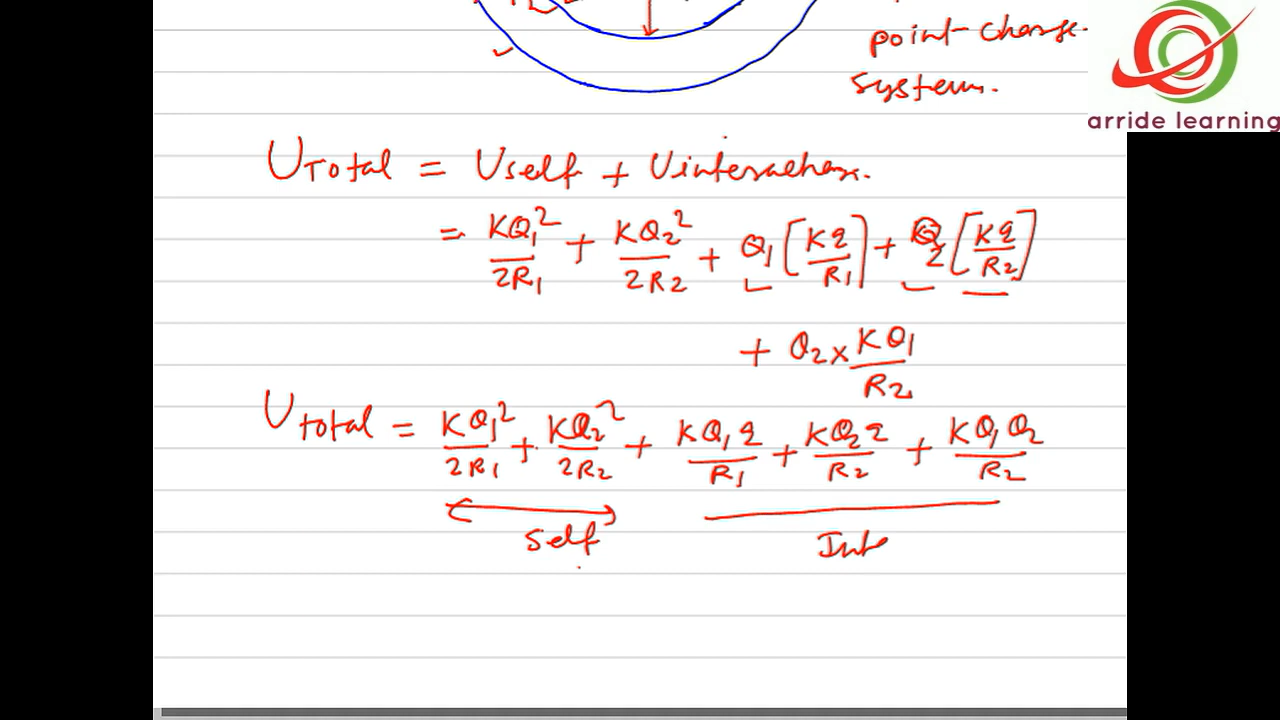 point charge.
system.
arride learning
UTotal = Uself + Uinteraction.
= KQ₁²/2R₁ + KQ₂²/2R₂ + Q₁[Kq/R₁] + Q₂[Kq/R₂]
+ Q₂ × KQ₁/R₂
Utotal = KQ₁²/2R₁ + KQ₂²/2R₂ + KQ₁q/R₁ + KQ₂q/R₂ + KQ₁Q₂/R₂
Self Int